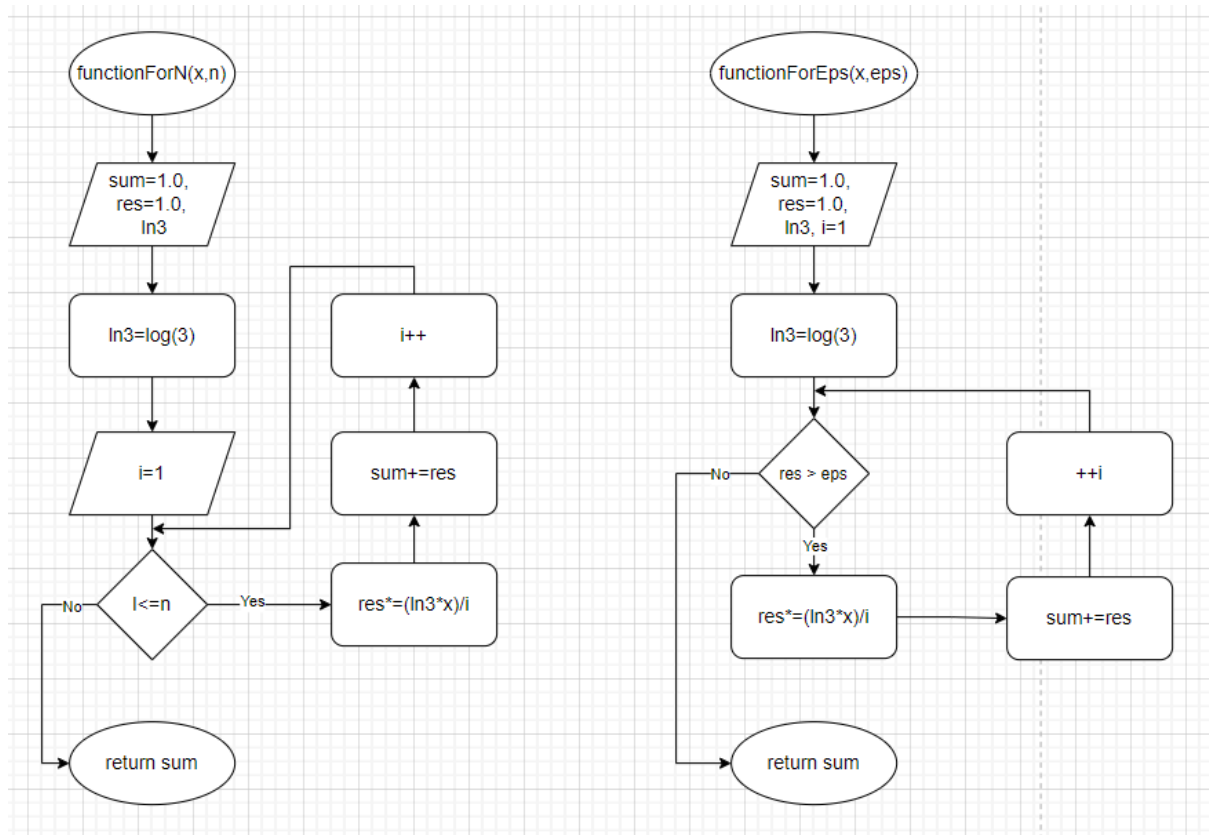 functionForN(x,n)
sum=1.0,
res=1.0,
ln3
ln3=log(3)
i=1
I<=n
No
Yes
res*=(ln3*x)/i
sum+=res
i++
return sum
functionForEps(x,eps)
sum=1.0,
res=1.0,
ln3, i=1
ln3=log(3)
res > eps
No
Yes
res*=(ln3*x)/i
sum+=res
++i
return sum